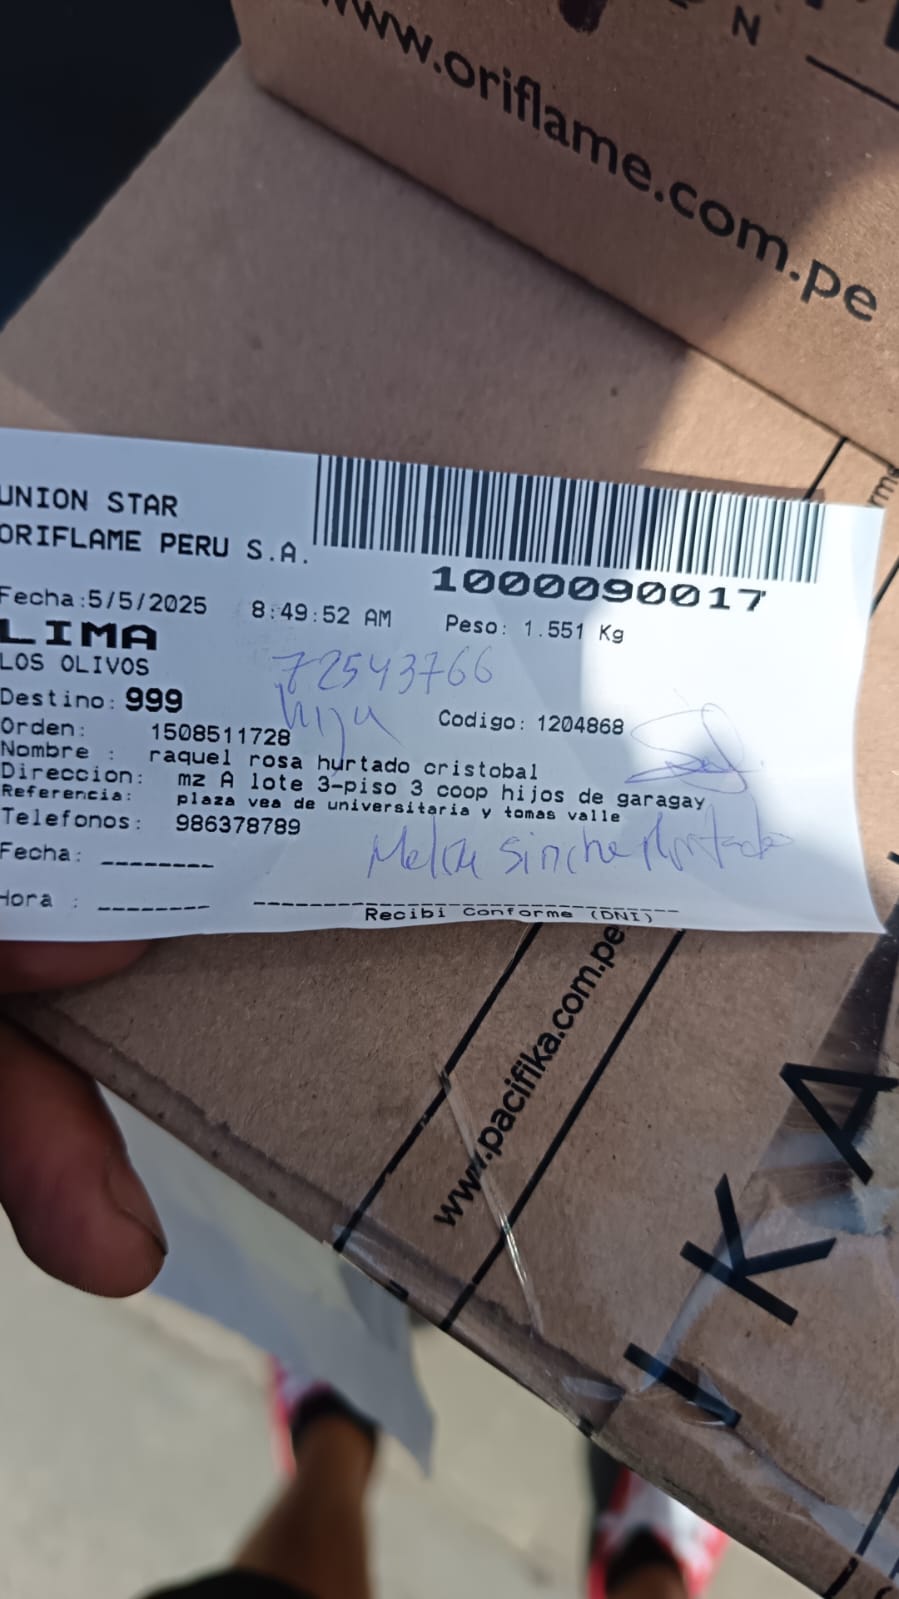 www.oriflame.com.pe
UNION STAR
ORIFLAME PERU S.A.
1000090017
Fecha:5/5/2025 8:49:52 AM Peso: 1.551 Kg
LIMA
LOS OLIVOS
72543766
Destino: 999
hija
Codigo: 1204868
Orden: 1508511728
Nombre : raquel rosa hurtado cristobal
Direccion: mz A lote 3-piso 3 coop hijos de garagay
Referencia: plaza vea de universitaria y tomas valle
Telefonos: 986378789
Fecha: --------
Hora : --------
Recibi Conforme (DNI)
www.pacifika.com.pe
IKA